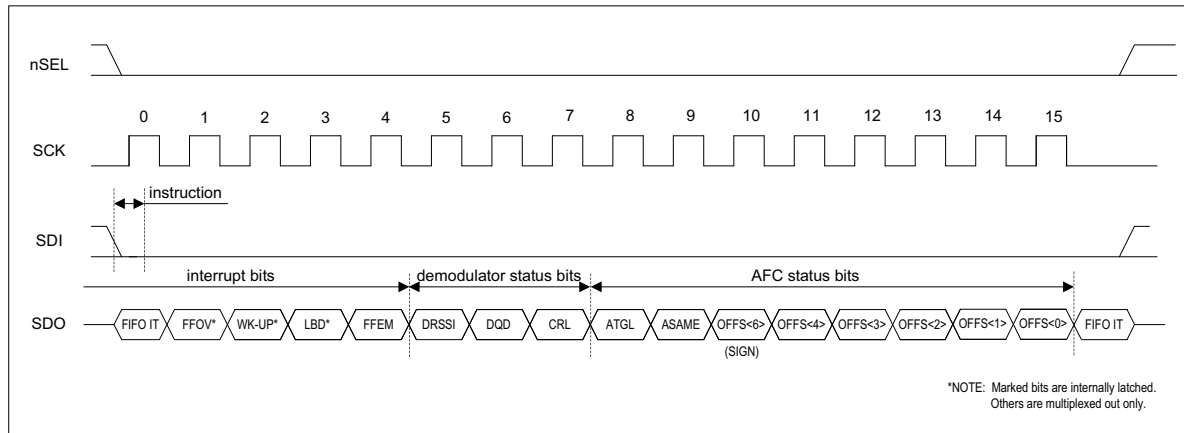 nSEL
0 1 2 3 4 5 6 7 8 9 10 11 12 13 14 15
SCK
instruction
SDI
interrupt bits demodulator status bits AFC status bits
SDO FIFO IT FFOV* WK-UP* LBD* FFEM DRSSI DQD CRL ATGL ASAME OFFS<6> OFFS<4> OFFS<3> OFFS<2> OFFS<1> OFFS<0> FIFO IT
(SIGN)
*NOTE: Marked bits are internally latched.
Others are multiplexed out only.